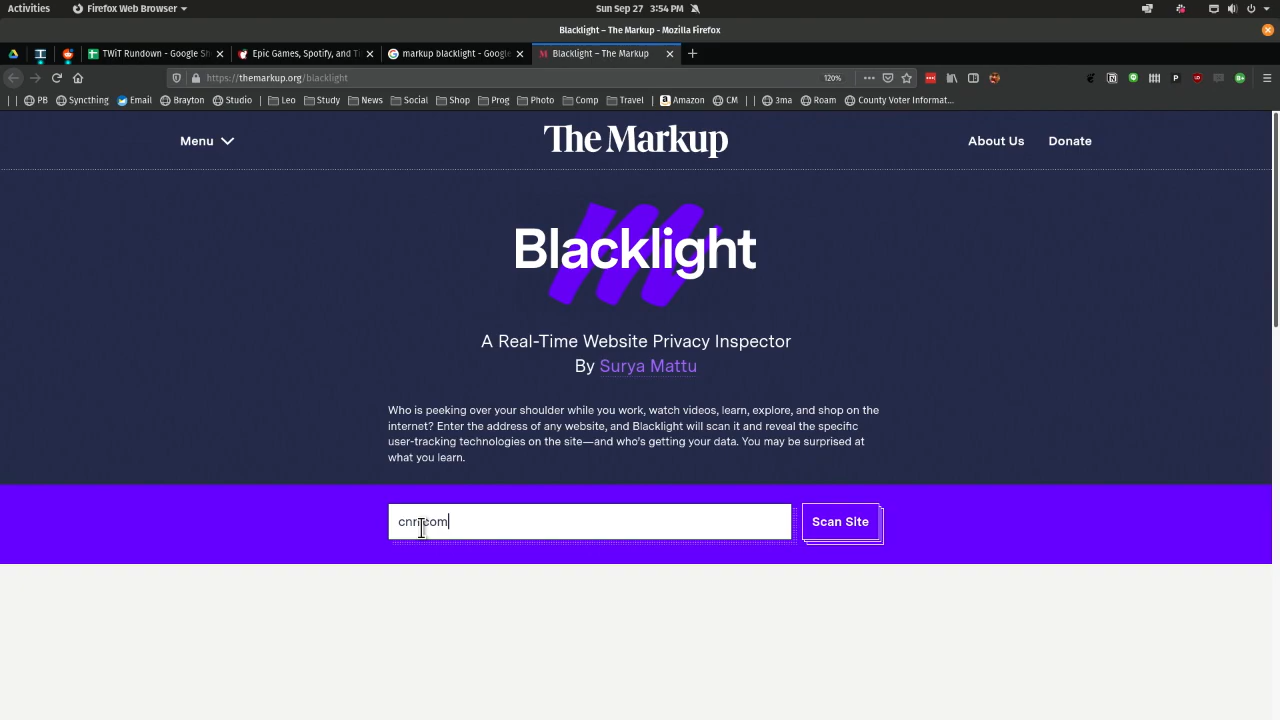 Activities Firefox Web Browser Sun Sep 27 3:54 PM
Blacklight – The Markup - Mozilla Firefox
TWiT Rundown - Google Sh Epic Games, Spotify, and Ti markup blacklight - Google Blacklight – The Markup
https://themarkup.org/blacklight 120%
PB Syncthing Email Brayton Studio Leo Study News Social Shop Prog Photo Comp Travel Amazon CM 3ma Roam County Voter Informat...
Menu The Markup About Us Donate
Blacklight
A Real-Time Website Privacy Inspector
By Surya Mattu
Who is peeking over your shoulder while you work, watch videos, learn, explore, and shop on the
internet? Enter the address of any website, and Blacklight will scan it and reveal the specific
user-tracking technologies on the site—and who's getting your data. You may be surprised at
what you learn.
Scan Site